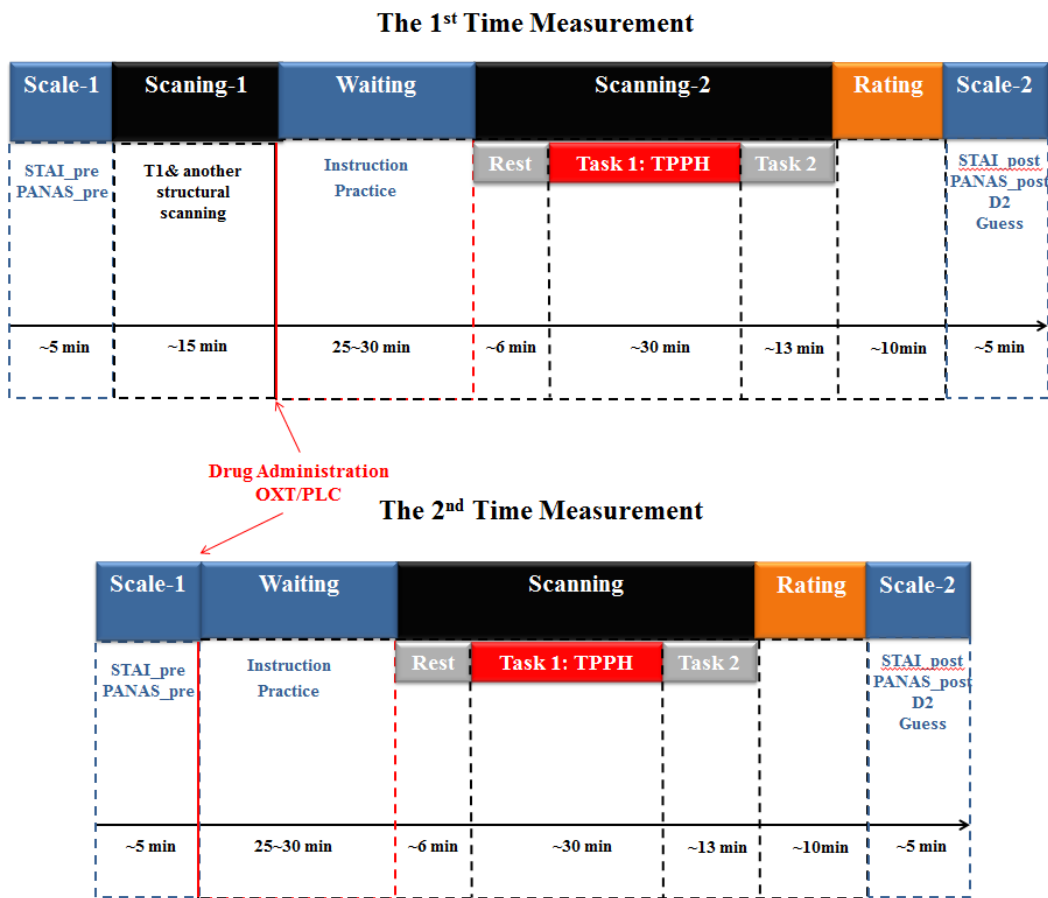 The 1st Time Measurement
Scale-1 Scaning-1 Waiting Scanning-2 Rating Scale-2
Rest Task 1: TPPH Task 2
STAI_pre
PANAS_pre
T1& another
structural
scanning
Instruction
Practice
STAI_post
PANAS_post
D2
Guess
~5 min ~15 min 25~30 min ~6 min ~30 min ~13 min ~10min ~5 min
Drug Administration
OXT/PLC
The 2nd Time Measurement
Scale-1 Waiting Scanning Rating Scale-2
Rest Task 1: TPPH Task 2
STAI_pre
PANAS_pre
Instruction
Practice
STAI_post
PANAS_post
D2
Guess
~5 min 25~30 min ~6 min ~30 min ~13 min ~10min ~5 min